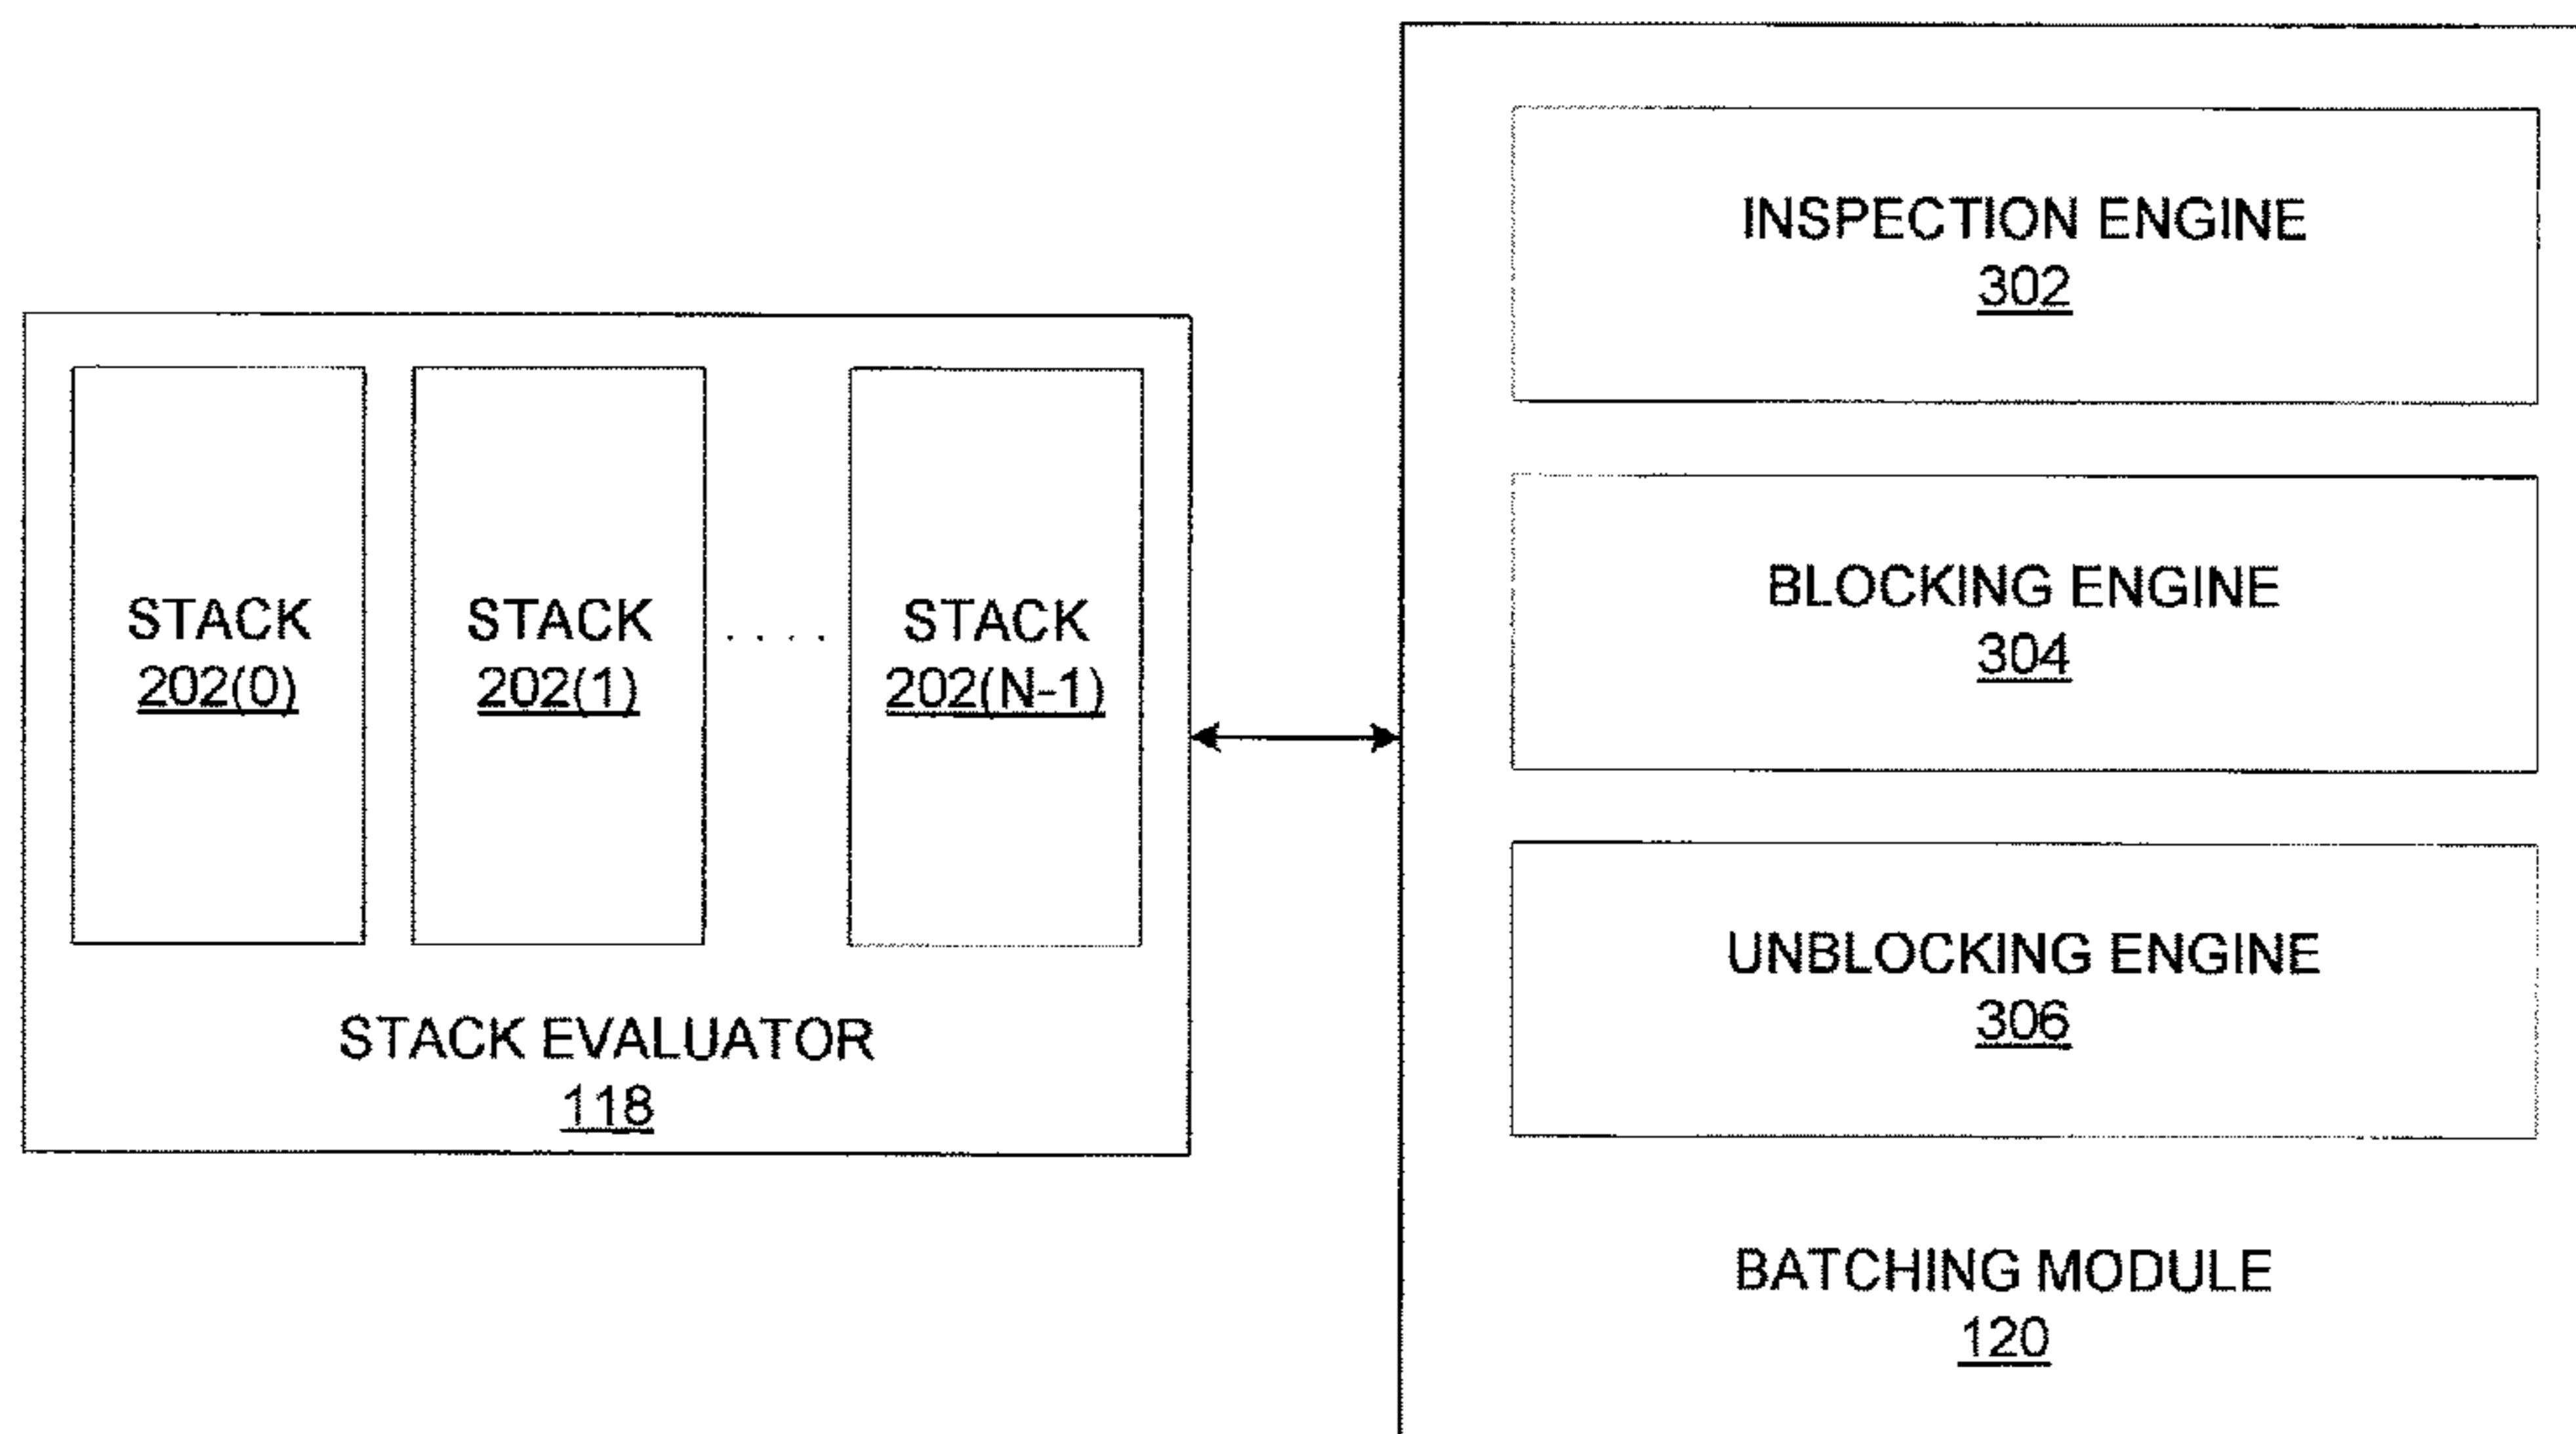 INSPECTION ENGINE
302
BLOCKING ENGINE
304
STACK
202(0)
STACK
202(1)
. . . .
STACK
202(N-1)
UNBLOCKING ENGINE
306
STACK EVALUATOR
118
BATCHING MODULE
120